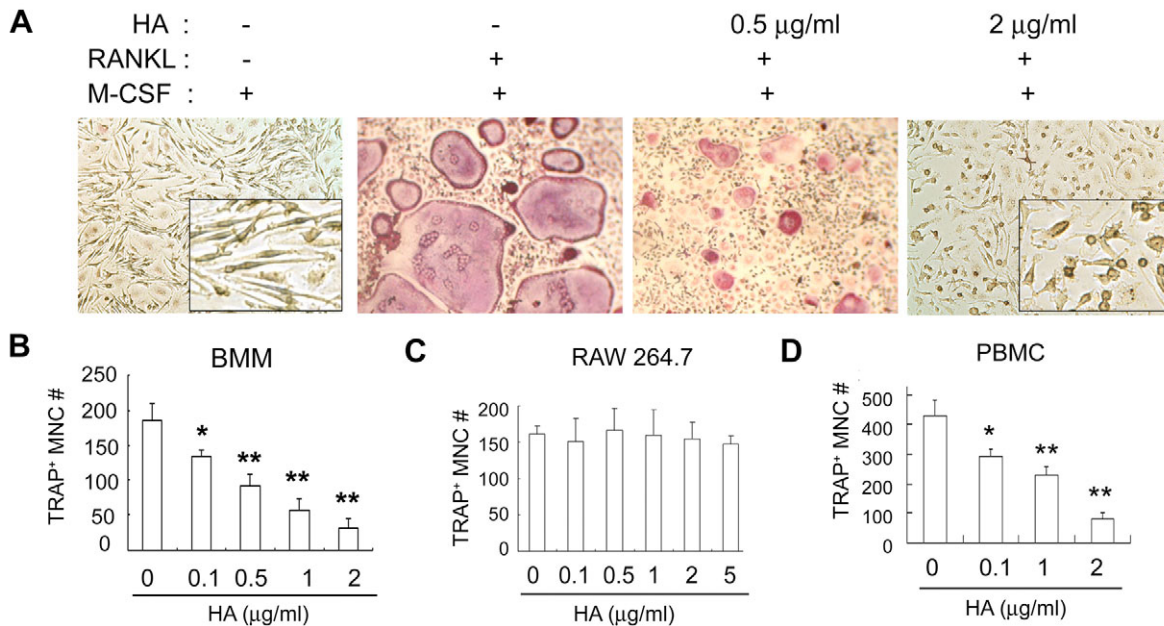 A
HA : - - 0.5 μg/ml 2 μg/ml
RANKL : - + + +
M-CSF : + + + +
B
BMM
TRAP⁺ MNC #
250
200
150
100
50
0
* ** ** **
0 0.1 0.5 1 2
HA (μg/ml)
C
RAW 264.7
TRAP⁺ MNC #
200
150
100
50
0
0 0.1 0.5 1 2 5
HA (μg/ml)
D
PBMC
TRAP⁺ MNC #
500
400
300
200
100
0
* ** **
0 0.1 1 2
HA (μg/ml)